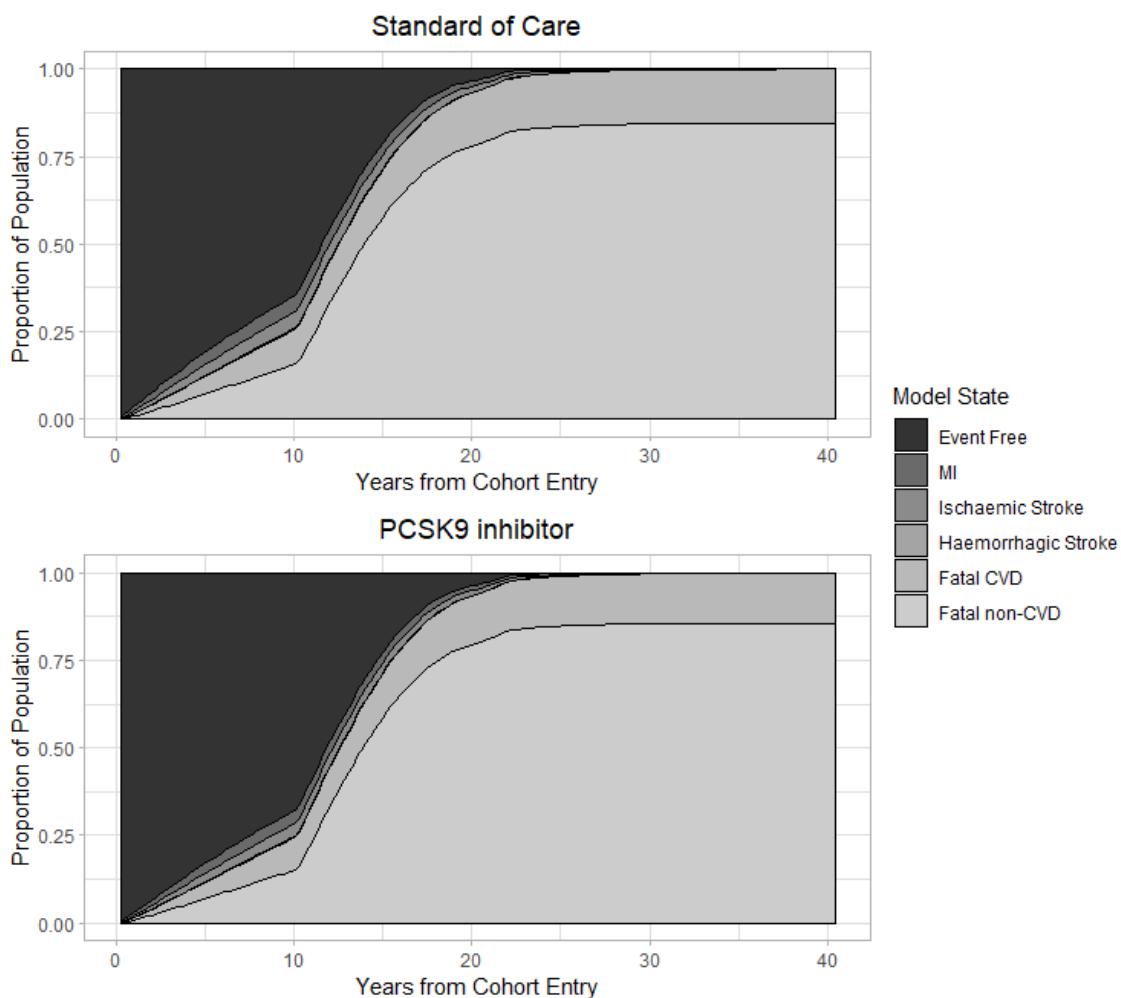 Standard of Care
Proportion of Population
1.00
0.75
0.50
0.25
0.00
0 10 20 30 40
Years from Cohort Entry
PCSK9 inhibitor
Proportion of Population
1.00
0.75
0.50
0.25
0.00
0 10 20 30 40
Years from Cohort Entry
Model State
Event Free
MI
Ischaemic Stroke
Haemorrhagic Stroke
Fatal CVD
Fatal non-CVD